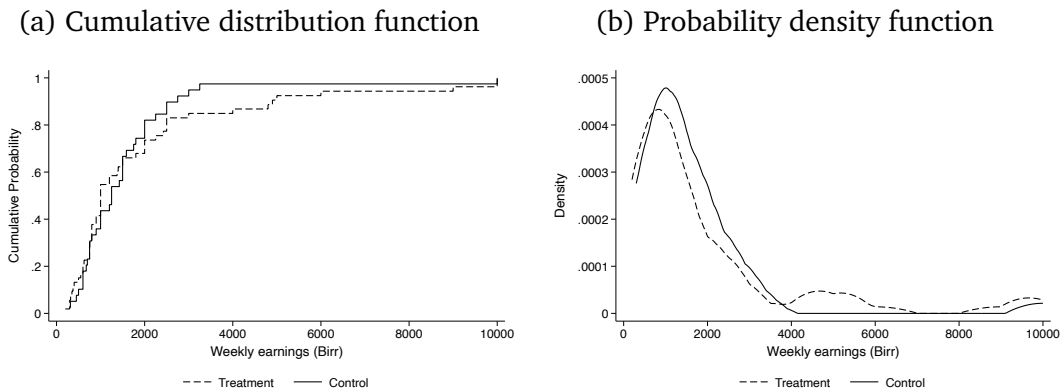 (a) Cumulative distribution function
1
.8
.6
.4
.2
0
Cumulative Probability
0 2000 4000 6000 8000 10000
Weekly earnings (Birr)
Treatment Control
(b) Probability density function
.0005
.0004
.0003
.0002
.0001
0
Density
0 2000 4000 6000 8000 10000
Weekly earnings (Birr)
Treatment Control